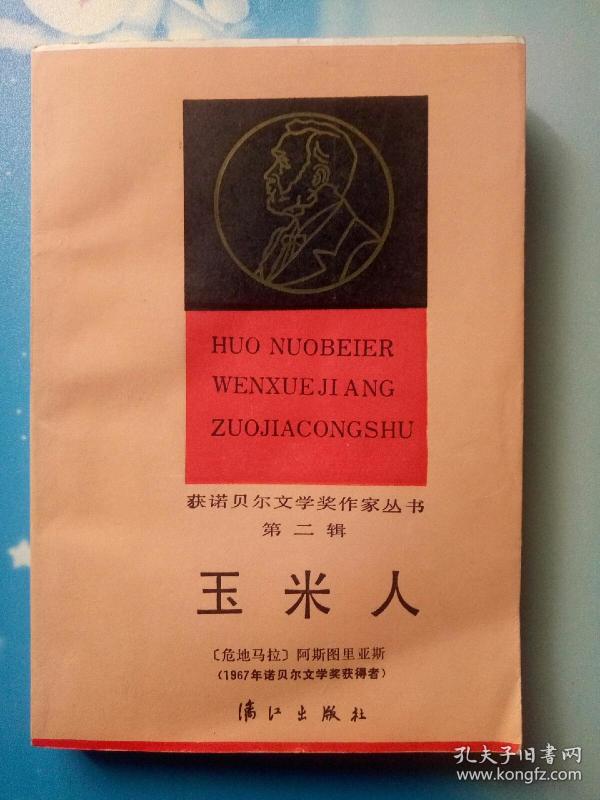 HUO NUOBEIER
WENXUEJIANG
ZUOJIACONGSHU
获诺贝尔文学奖作家丛书
第二辑
玉米人
〔危地马拉〕阿斯图里亚斯
(1967年诺贝尔文学奖获得者)
漓江出版社
孔夫子旧书网
www.kongfz.com